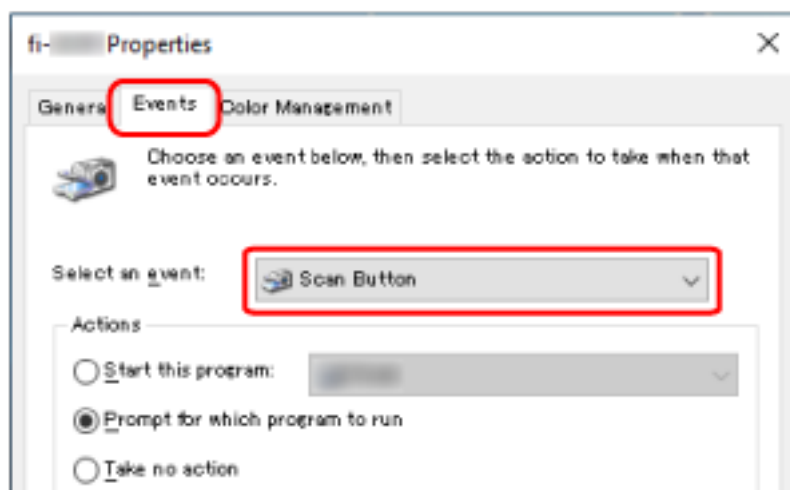 fi- Properties
General Events Color Management
Choose an event below, then select the action to take when that
event occurs.
Select an event: Scan Button
Actions
Start this program:
Prompt for which program to run
Take no action